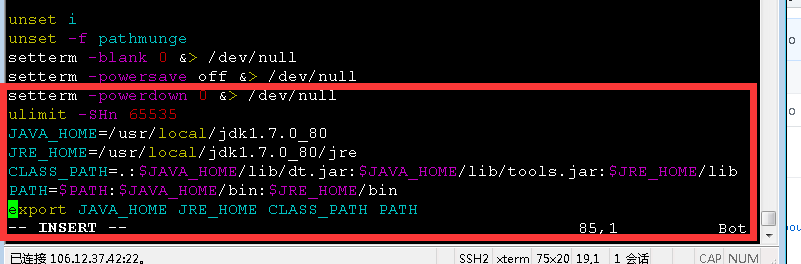 unset i
unset -f pathmunge
setterm -blank 0 &> /dev/null
setterm -powersave off &> /dev/null
setterm -powerdown 0 &> /dev/null
ulimit -SHn 65535
JAVA_HOME=/usr/local/jdk1.7.0_80
JRE_HOME=/usr/local/jdk1.7.0_80/jre
CLASS_PATH=.:$JAVA_HOME/lib/dt.jar:$JAVA_HOME/lib/tools.jar:$JRE_HOME/lib
PATH=$PATH:$JAVA_HOME/bin:$JRE_HOME/bin
export JAVA_HOME JRE_HOME CLASS_PATH PATH
-- INSERT -- 85,1 Bot
已连接 106.12.37.42:22。 SSH2 xterm 75×20 19,1 1 会话 CAP NUM